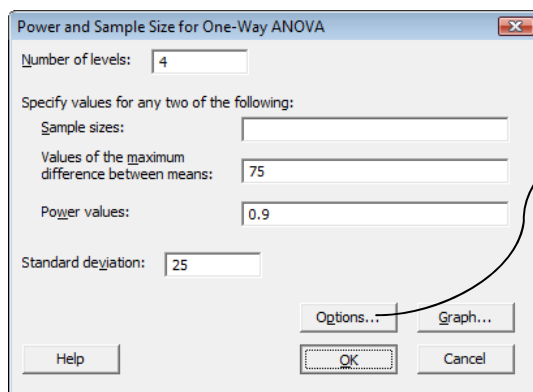 Power and Sample Size for One-Way ANOVA
Number of levels: 4
Specify values for any two of the following:
Sample sizes:
Values of the maximum
difference between means: 75
Power values: 0.9
Standard deviation: 25
Options... Graph...
Help OK Cancel